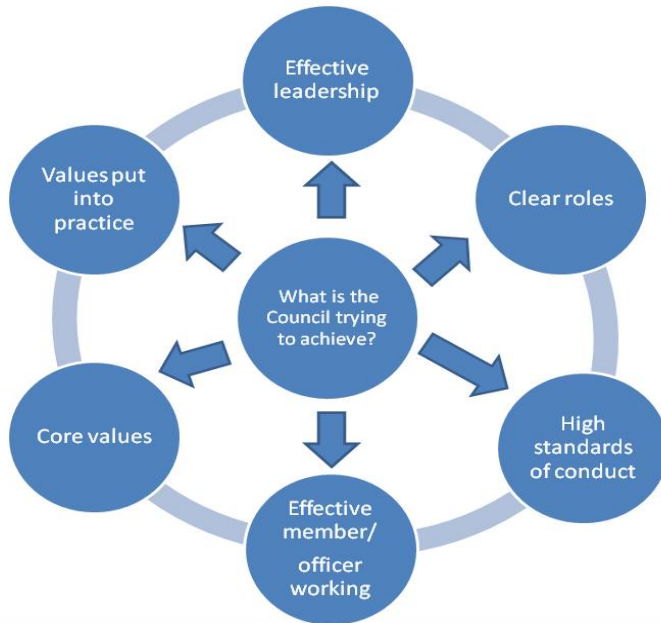 Effective
leadership
Values put
into
practice
Clear roles
What is the
Council trying
to achieve?
Core values
High
standards
of conduct
Effective
member/
officer
working